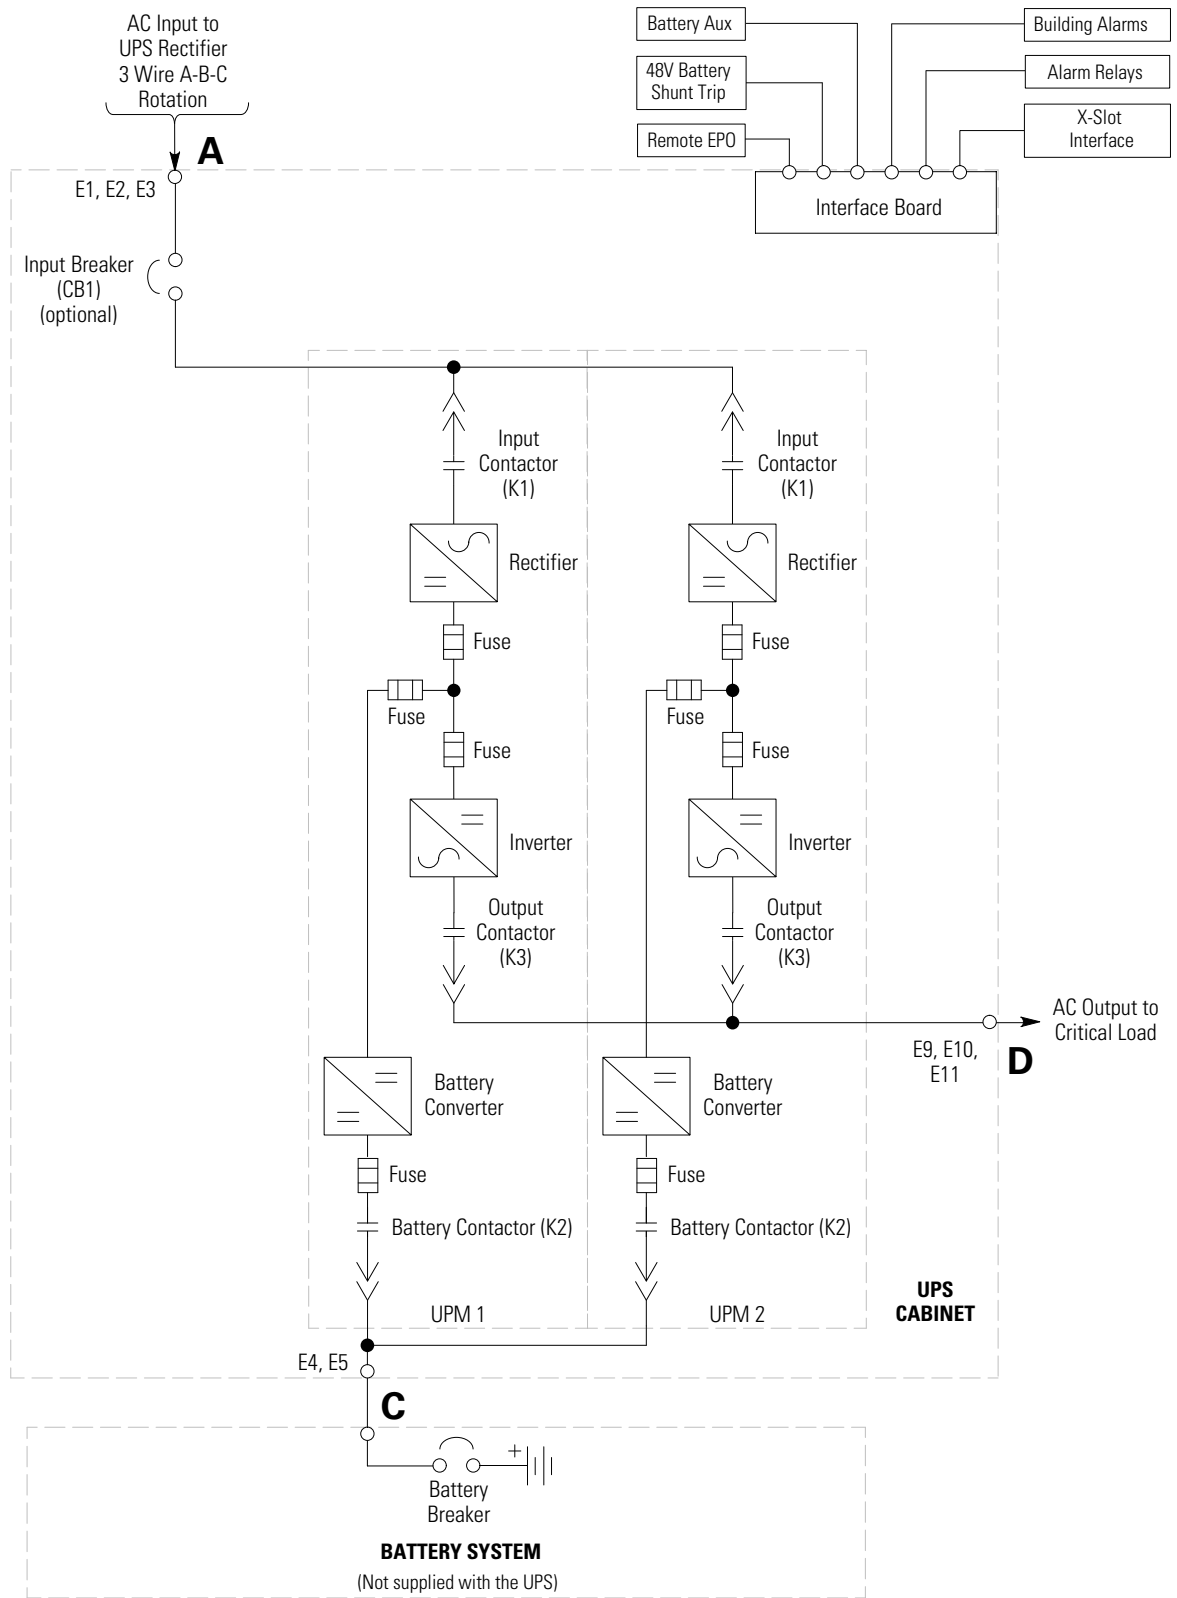 AC Input to
UPS Rectifier
3 Wire A-B-C
Rotation
A
E1, E2, E3
Battery Aux
48V Battery
Shunt Trip
Remote EPO
Building Alarms
Alarm Relays
X-Slot
Interface
Interface Board
Input Breaker
(CB1)
(optional)
Input
Contactor
(K1)
Input
Contactor
(K1)
Rectifier
Rectifier
Fuse
Fuse
Fuse
Fuse
Fuse
Fuse
Inverter
Inverter
Output
Contactor
(K3)
Output
Contactor
(K3)
AC Output to
Critical Load
E9, E10,
E11
D
Battery
Converter
Battery
Converter
Fuse
Fuse
Battery Contactor (K2)
Battery Contactor (K2)
UPM 1
UPM 2
UPS
CABINET
E4, E5
C
+
Battery
Breaker
BATTERY SYSTEM
(Not supplied with the UPS)